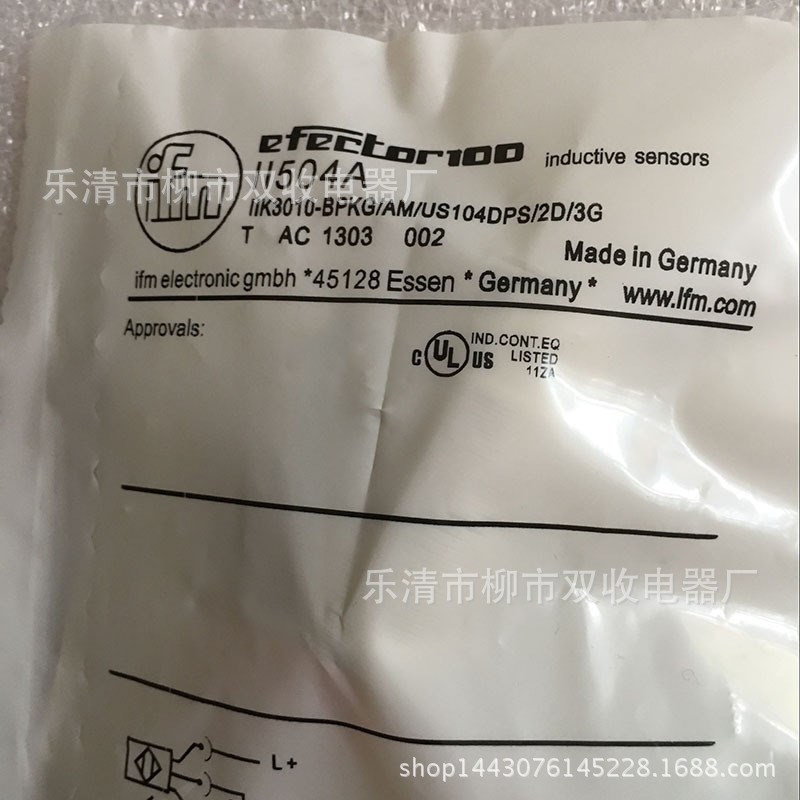 ifm efector100 inductive sensors
II504A
IIK3010-BPKG/AM/US104DPS/2D/3G
T AC 1303 002
Made in Germany
ifm electronic gmbh *45128 Essen * Germany * www.Ifm.com
Approvals:
c UL US IND.CONT.EQ
LISTED
11ZA
L+
乐清市柳市双收电器厂
乐清市柳市双收电器厂
shop1443076145228.1688.com